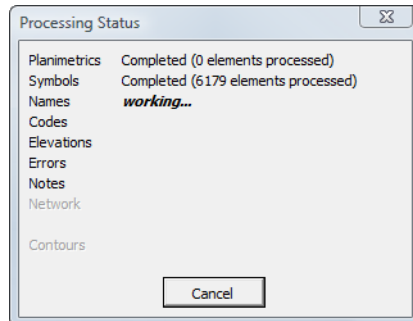 Processing Status
Planimetrics Completed (0 elements processed)
Symbols Completed (6179 elements processed)
Names working...
Codes
Elevations
Errors
Notes
Network
Contours
Cancel